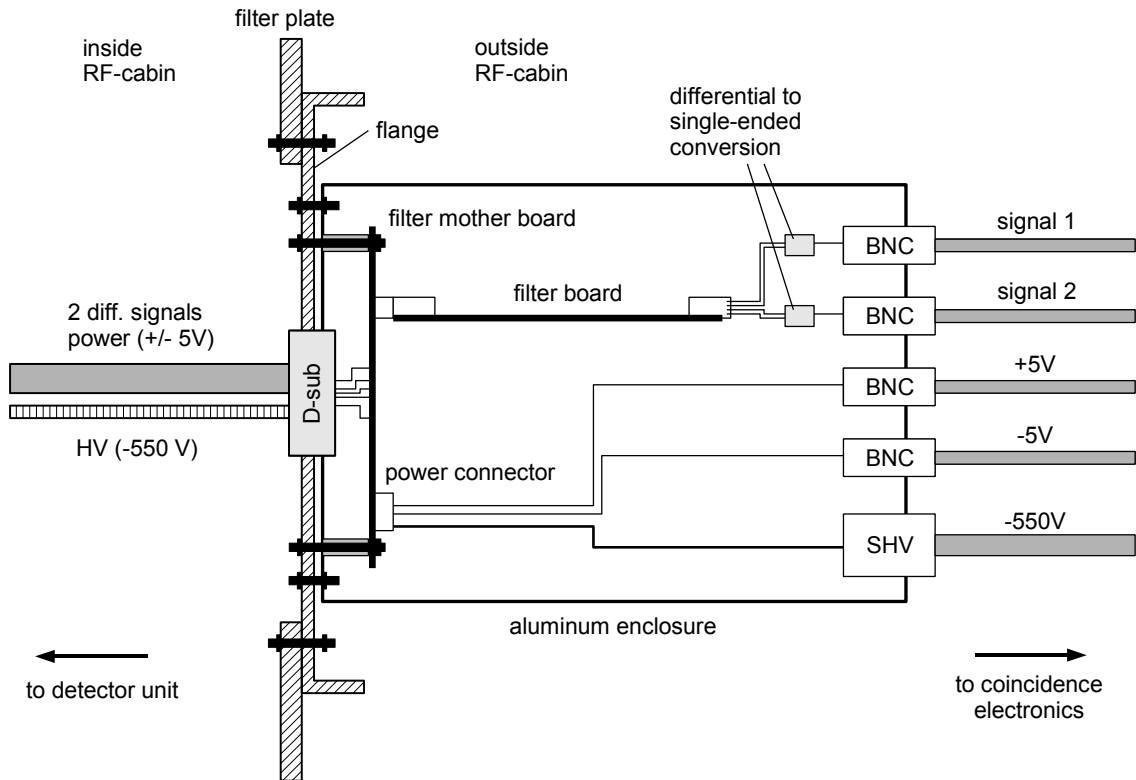 filter plate
inside
RF-cabin
outside
RF-cabin
differential to
single-ended
conversion
flange
filter mother board
BNC
signal 1
filter board
BNC
signal 2
2 diff. signals
power (+/- 5V)
D-sub
BNC
+5V
HV (-550 V)
power connector
BNC
-5V
SHV
-550V
aluminum enclosure
to detector unit
to coincidence
electronics